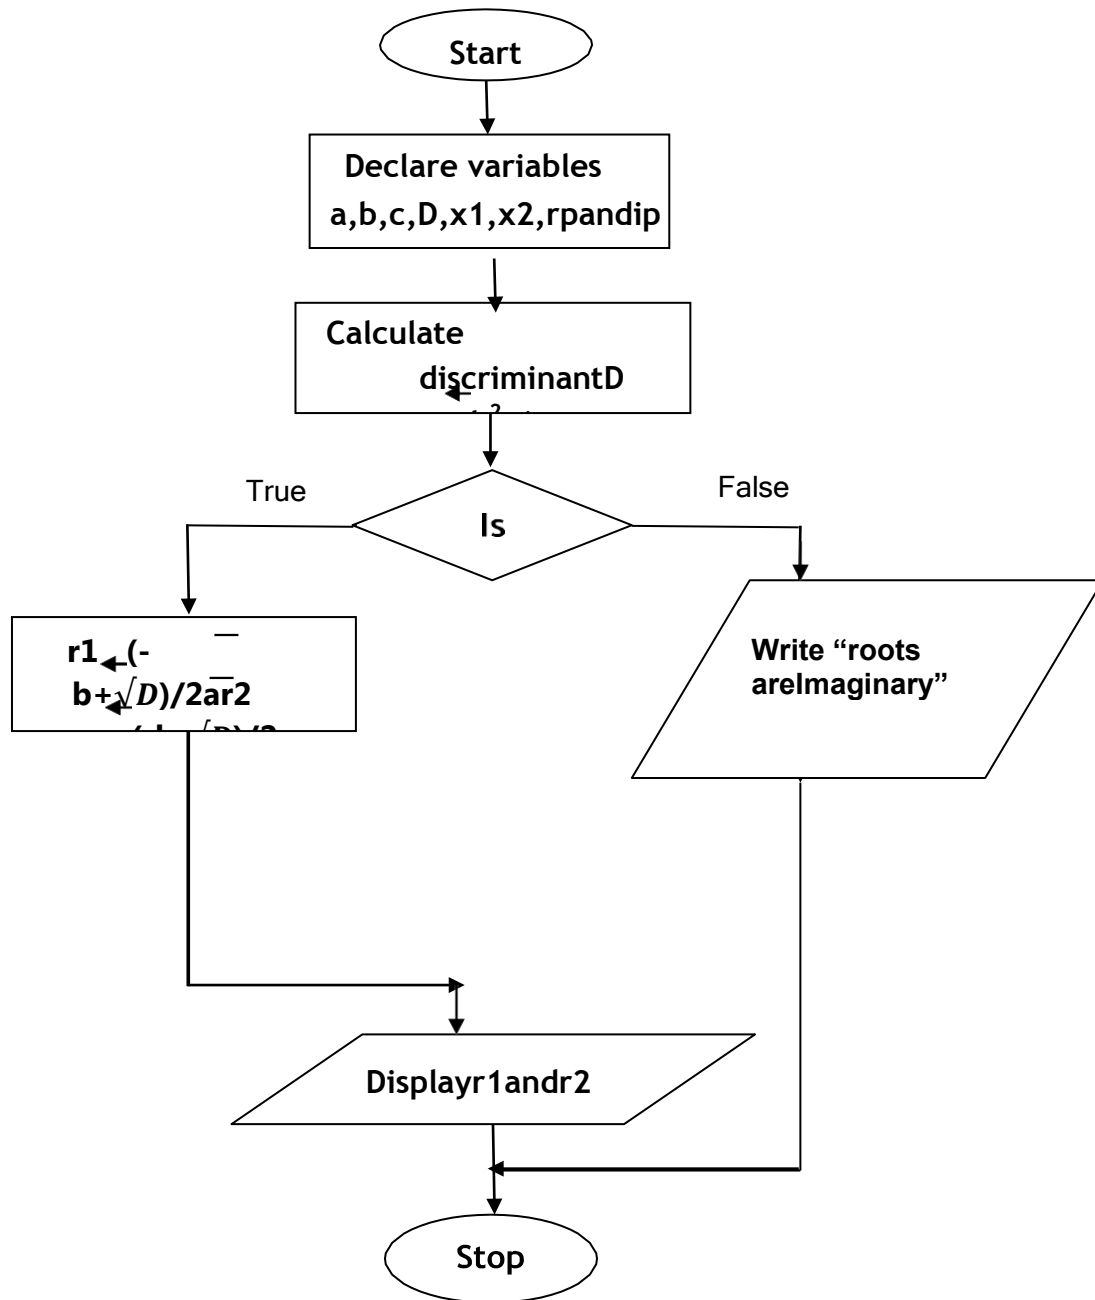 Start
Declare variables
a,b,c,D,x1,x2,rpandip
Calculate
discriminantD
True
False
Is
r1←(-
b+√D)/2ar2
Write “roots
areImaginary”
Displayr1andr2
Stop